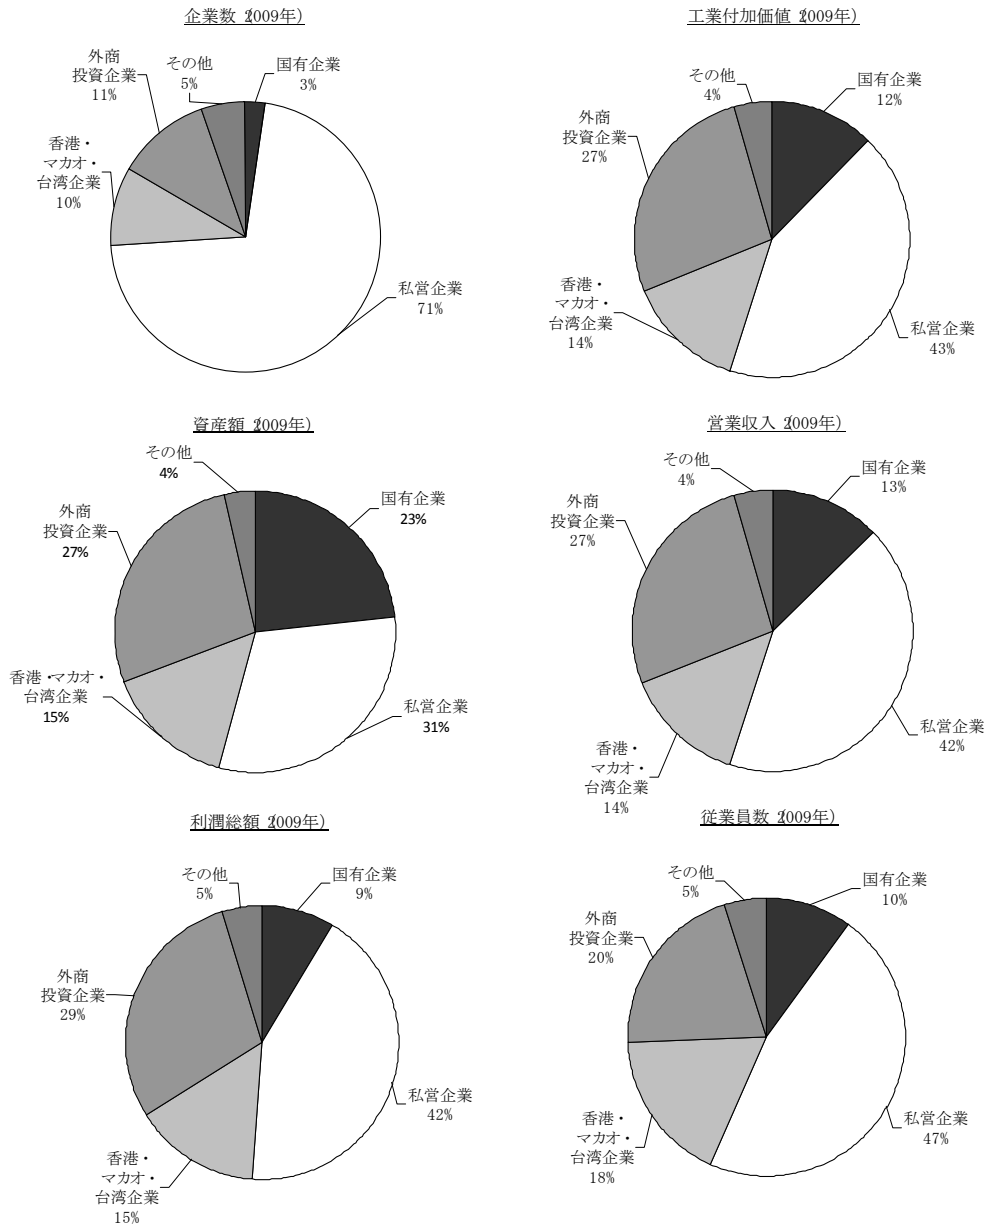 企業数（2009年）
外商
投資企業
11%
その他
5%
国有企業
3%
香港・
マカオ・
台湾企業
10%
私営企業
71%
工業付加価値（2009年）
その他
4%
国有企業
12%
外商
投資企業
27%
香港・
マカオ・
台湾企業
14%
私営企業
43%
資産額（2009年）
その他
4%
国有企業
23%
外商
投資企業
27%
香港・マカオ・
台湾企業
15%
私営企業
31%
営業収入（2009年）
その他
4%
国有企業
13%
外商
投資企業
27%
香港・
マカオ・
台湾企業
14%
私営企業
42%
利潤総額（2009年）
その他
5%
国有企業
9%
外商
投資企業
29%
香港・
マカオ・
台湾企業
15%
私営企業
42%
従業員数（2009年）
その他
5%
国有企業
10%
外商
投資企業
20%
香港・
マカオ・
台湾企業
18%
私営企業
47%